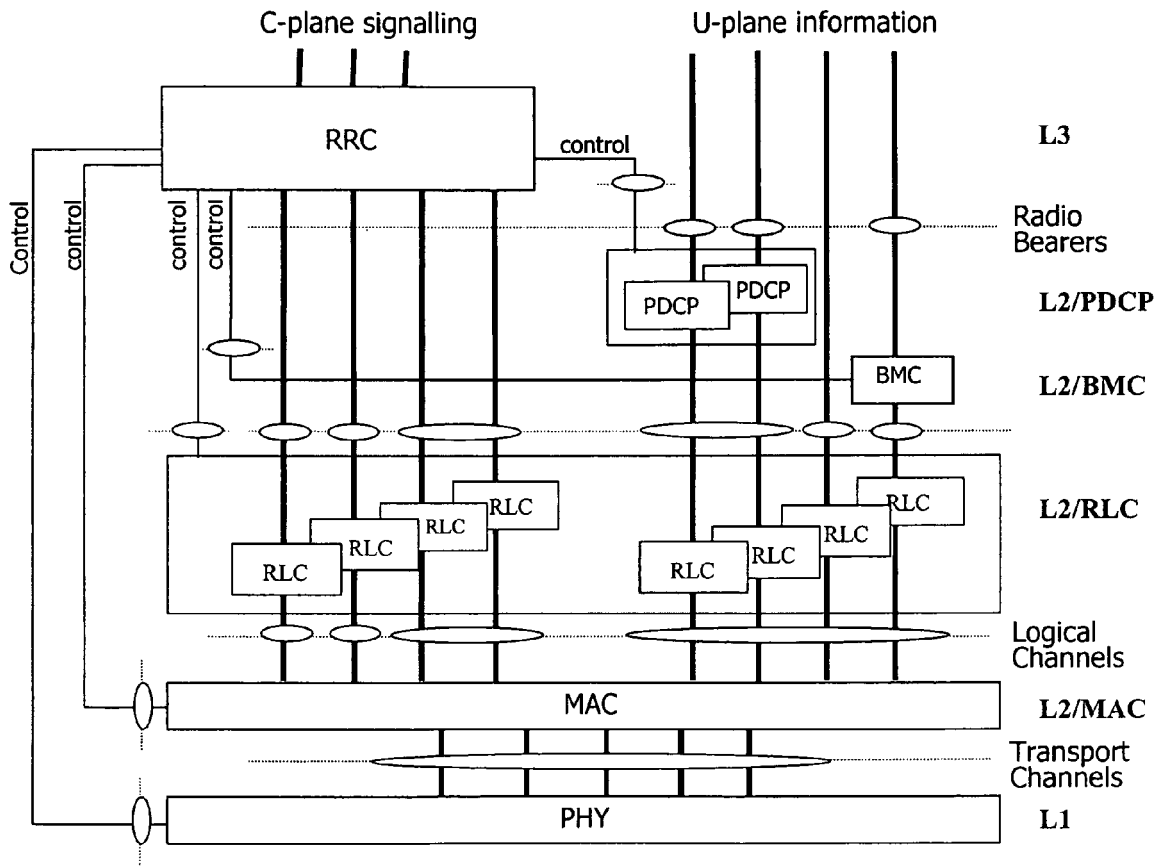 C-plane signalling
U-plane information
RRC
control
L3
Control
control
control
control
Radio
Bearers
PDCP
PDCP
L2/PDCP
BMC
L2/BMC
RLC
RLC
RLC
RLC
RLC
RLC
RLC
RLC
L2/RLC
Logical
Channels
MAC
L2/MAC
Transport
Channels
PHY
L1